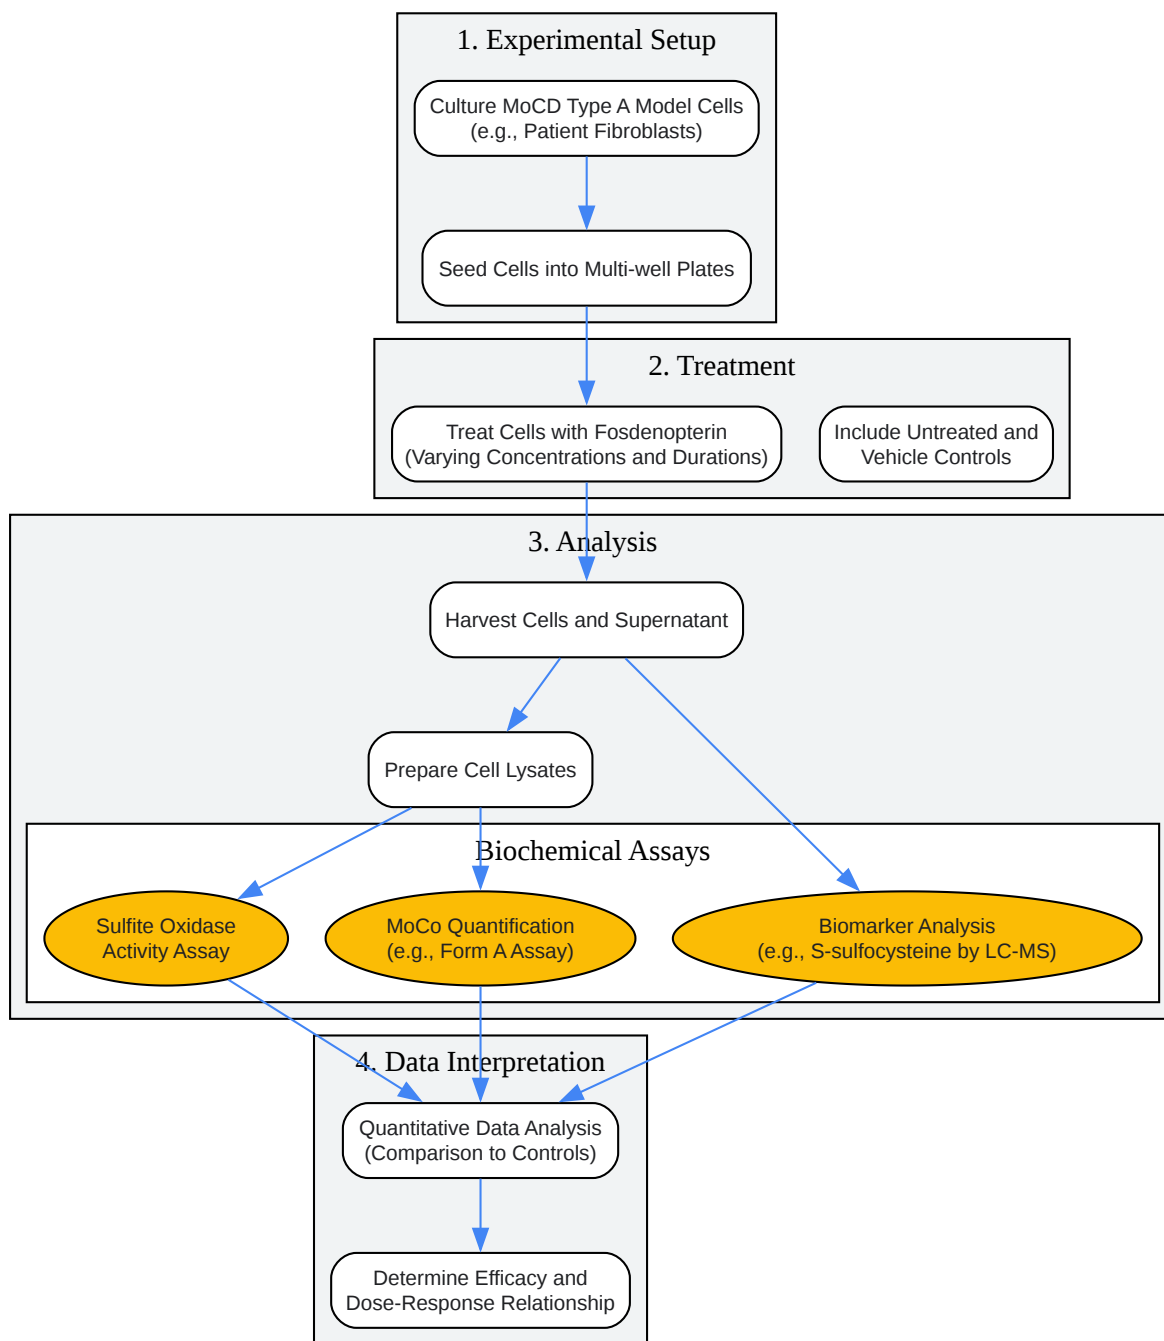 1. Experimental Setup
Culture MoCD Type A Model Cells
(e.g., Patient Fibroblasts)
Seed Cells into Multi-well Plates
2. Treatment
Treat Cells with Fosdenopterin
(Varying Concentrations and Durations)
Include Untreated and
Vehicle Controls
3. Analysis
Harvest Cells and Supernatant
Prepare Cell Lysates
Biochemical Assays
Sulfite Oxidase
Activity Assay
MoCo Quantification
(e.g., Form A Assay)
Biomarker Analysis
(e.g., S-sulfocysteine by LC-MS)
4. Data Interpretation
Quantitative Data Analysis
(Comparison to Controls)
Determine Efficacy and
Dose-Response Relationship